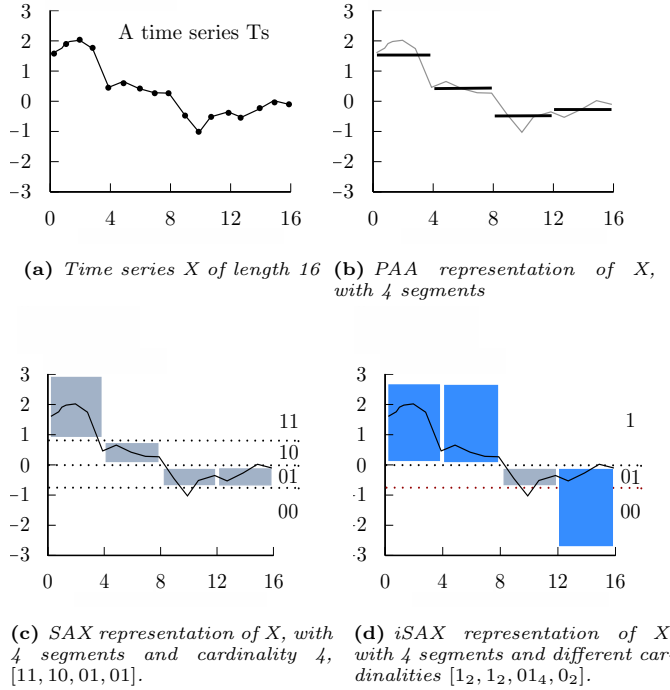 3
2
1
0
−1
−2
−3
A time series Ts
0 4 8 12 16
3
2
1
0
−1
−2
−3
0 4 8 12 16
(a) Time series X of length 16
(b) PAA representation of X,
with 4 segments
3
2
1
0
−1
−2
−3
11
10
01
00
0 4 8 12 16
3
2
1
0
−1
−2
−3
1
01
00
0 4 8 12 16
(c) SAX representation of X, with
4 segments and cardinality 4,
[11, 10, 01, 01].
(d) iSAX representation of X
with 4 segments and different car-
dinalities [1₂, 1₂, 01₄, 0₂].